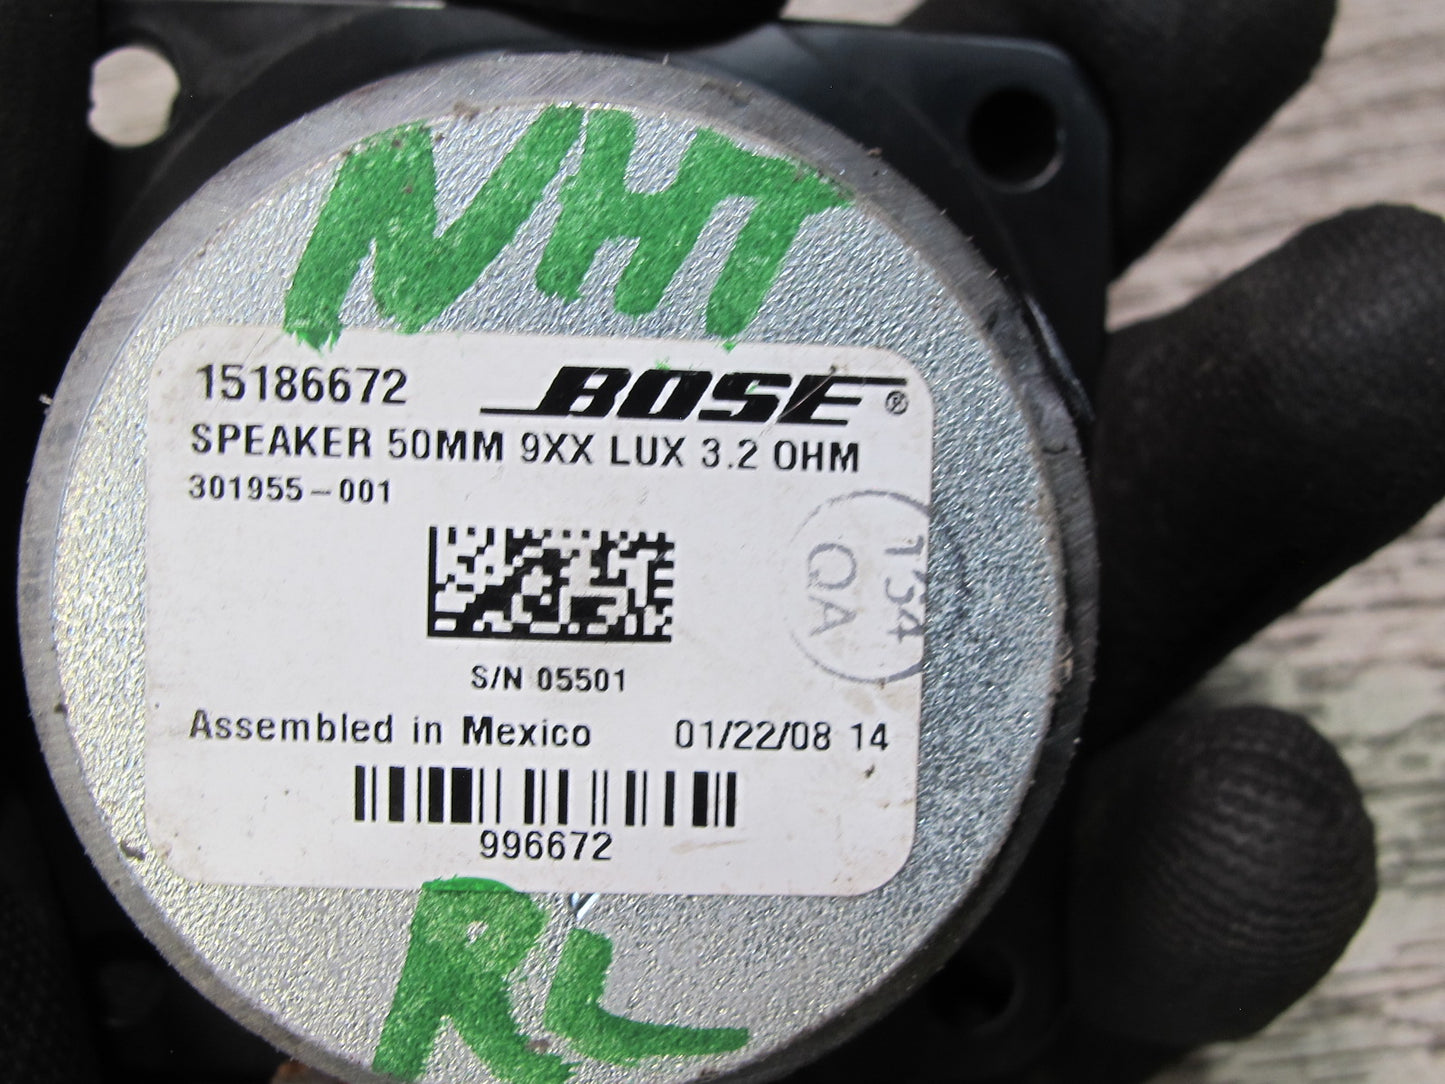 NHT
15186672 BOSE®
SPEAKER 50MM 9XX LUX 3.2 OHM
301955-001
134
QA
S/N 05501
Assembled in Mexico 01/22/08 14
996672
RL